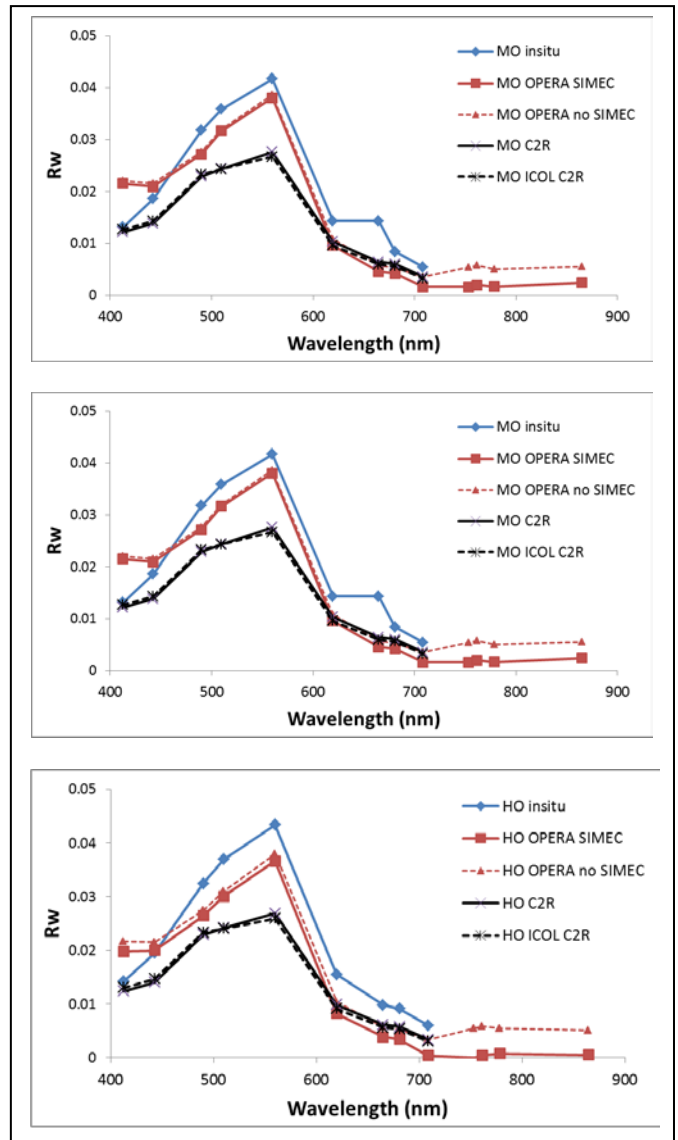 0.05
0.04
0.03
0.02
0.01
0
Rw
400 500 600 700 800 900
Wavelength (nm)
MO insitu
MO OPERA SIMEC
MO OPERA no SIMEC
MO C2R
MO ICOL C2R
0.05
0.04
0.03
0.02
0.01
0
Rw
400 500 600 700 800 900
Wavelength (nm)
MO insitu
MO OPERA SIMEC
MO OPERA no SIMEC
MO C2R
MO ICOL C2R
0.05
0.04
0.03
0.02
0.01
0
Rw
400 500 600 700 800 900
Wavelength (nm)
HO insitu
HO OPERA SIMEC
HO OPERA no SIMEC
HO C2R
HO ICOL C2R